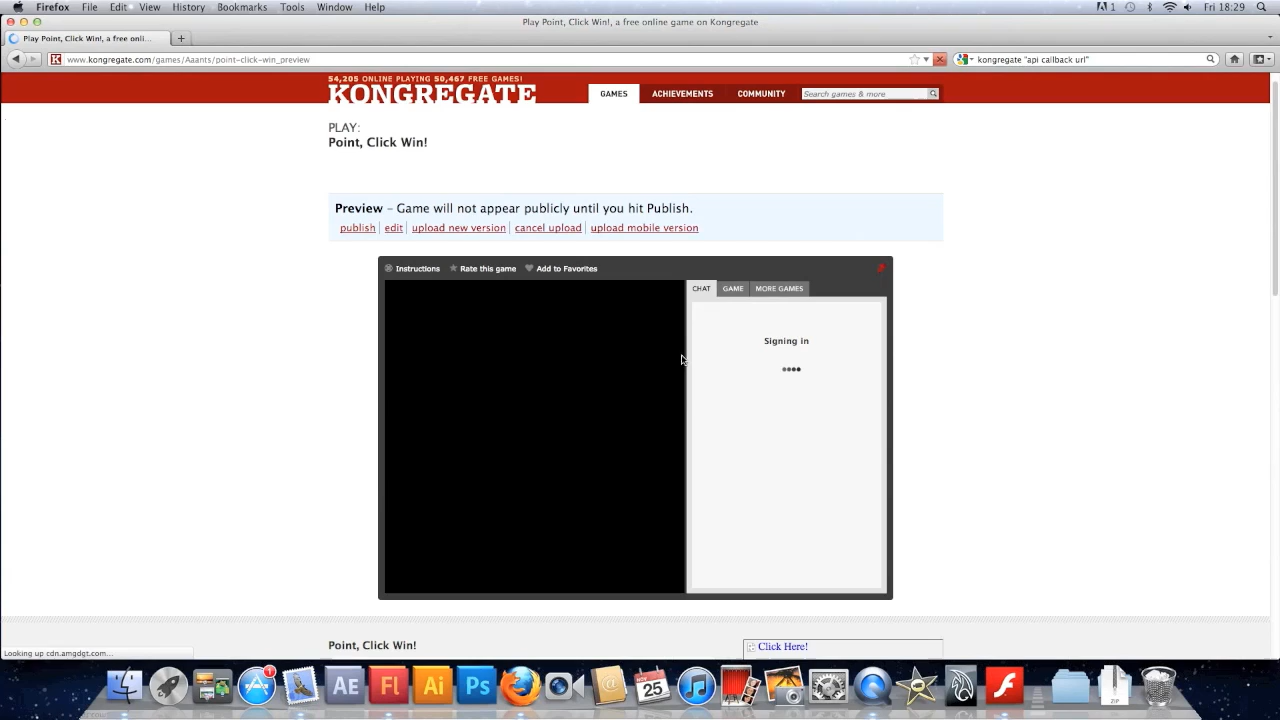 Firefox File Edit View History Bookmarks Tools Window Help
1 Fri 18:29
Play Point, Click Win!, a free online game on Kongregate
Play Point, Click Win!, a free onli...
www.kongregate.com/games/Aaants/point-click-win_preview
kongregate "api callback url"
54,205 ONLINE PLAYING 50,467 FREE GAMES!
KONGREGATE
GAMES ACHIEVEMENTS COMMUNITY Search games & more
PLAY:
Point, Click Win!
Preview – Game will not appear publicly until you hit Publish.
publish edit upload new version cancel upload upload mobile version
Instructions Rate this game Add to Favorites
CHAT GAME MORE GAMES
Signing in
Point, Click Win!
Click Here!
Looking up cdn.amgdgt.com...
1
AE Fl Ai Ps
NOV
25
ZIP